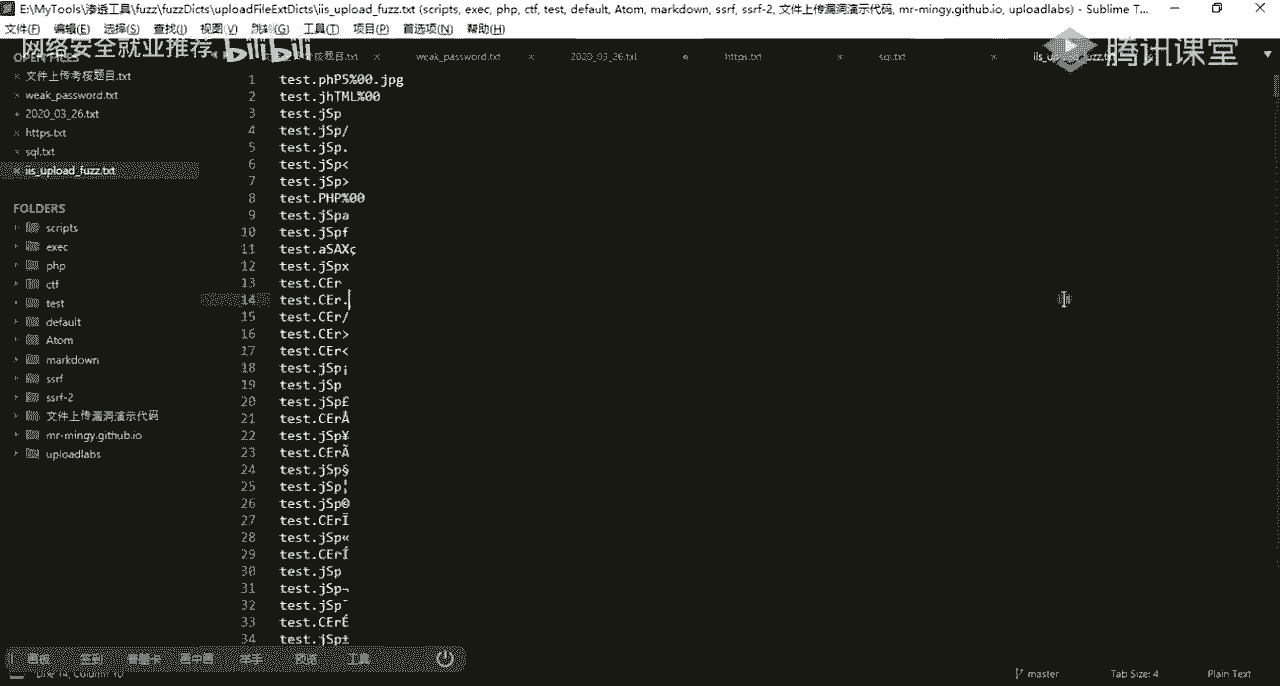 E:\MyTools\渗透工具\fuzz\fuzzDicts\uploadFileExtDicts\iis_upload_fuzz.txt (scripts, exec, php, ctf, test, default, Atom, markdown, ssrf, ssrf-2, 文件上传漏洞演示代码, mr-mingy.github.io, uploadlabs) - Sublime T...
文件(F) 编辑(E) 选择(S) 查找(I) 视图(V) 跳转(G) 工具(T) 项目(P) 首选项(N) 帮助(H)
网络安全就业推荐 bilibili 腾讯课堂
weak_password.txt 2020_03_26.txt https.txt sql.txt
OPEN FILES
文件上传考核题目.txt
weak_password.txt
2020_03_26.txt
https.txt
sql.txt
iis_upload_fuzz.txt
FOLDERS
scripts
exec
php
ctf
test
default
Atom
markdown
ssrf
ssrf-2
文件上传漏洞演示代码
mr-mingy.github.io
uploadlabs
1 test.phP5%00.jpg
2 test.jhTML%00
3 test.jSp
4 test.jSp/
5 test.jSp.
6 test.jSp<
7 test.jSp>
8 test.PHP%00
9 test.jSpa
10 test.jSpf
11 test.aSAXç
12 test.jSpx
13 test.CEr
14 test.CEr.
15 test.CEr/
16 test.CEr>
17 test.CEr<
18 test.jSp¡
19 test.jSp
20 test.jSp£
21 test.CErÂ
22 test.jSp¥
23 test.CErÃ
24 test.jSp§
25 test.jSp¦
26 test.jSp©
27 test.CErÏ
28 test.jSp«
29 test.CErÍ
30 test.jSp
31 test.jSp¬
32 test.jSp¯
33 test.CErÉ
34 test.jSp±
画板 签到 答题卡 画中画 举手 预览 工具
Line 14, Column 10
master Tab Size: 4 Plain Text